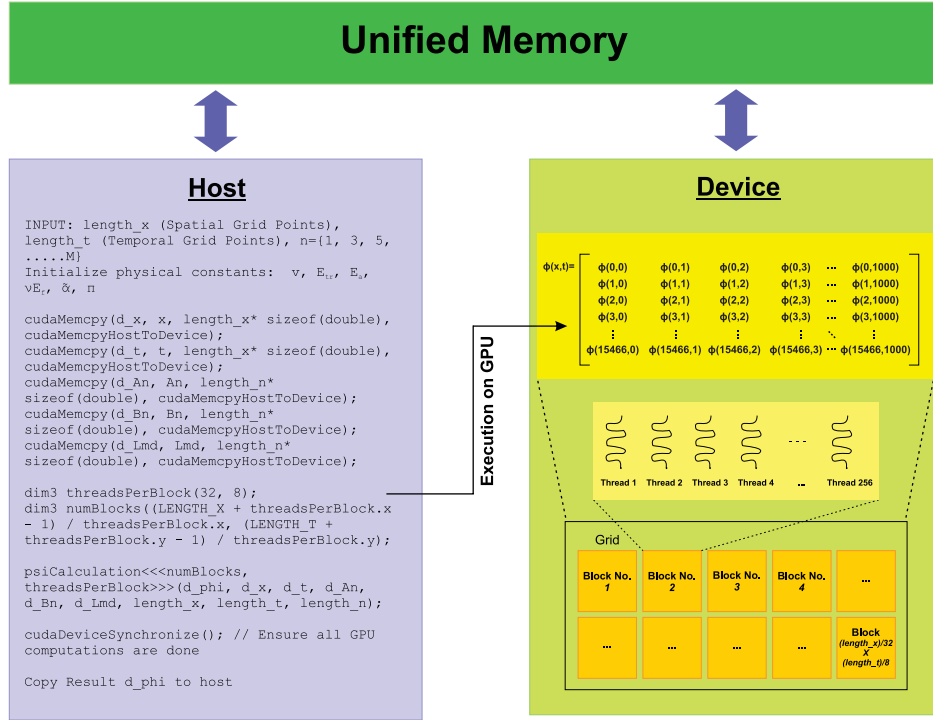 Unified Memory
Host
INPUT: length_x (Spatial Grid Points),
length_t (Temporal Grid Points), n={1, 3, 5,
.....M}
Initialize physical constants: v, E_tr, E_a,
νE_f, α̃, п
cudaMemcpy(d_x, x, length_x* sizeof(double),
cudaMemcpyHostToDevice);
cudaMemcpy(d_t, t, length_x* sizeof(double),
cudaMemcpyHostToDevice);
cudaMemcpy(d_An, An, length_n*
sizeof(double), cudaMemcpyHostToDevice);
cudaMemcpy(d_Bn, Bn, length_n*
sizeof(double), cudaMemcpyHostToDevice);
cudaMemcpy(d_Lmd, Lmd, length_n*
sizeof(double), cudaMemcpyHostToDevice);
dim3 threadsPerBlock(32, 8);
dim3 numBlocks((LENGTH_X + threadsPerBlock.x
- 1) / threadsPerBlock.x, (LENGTH_T +
threadsPerBlock.y - 1) / threadsPerBlock.y);
psiCalculation<<<numBlocks,
threadsPerBlock>>>(d_phi, d_x, d_t, d_An,
d_Bn, d_Lmd, length_x, length_t, length_n);
cudaDeviceSynchronize(); // Ensure all GPU
computations are done
Copy Result d_phi to host
Execution on GPU
Device
ϕ(x,t)= ϕ(0,0) ϕ(0,1) ϕ(0,2) ϕ(0,3) ... ϕ(0,1000)
ϕ(1,0) ϕ(1,1) ϕ(1,2) ϕ(1,3) ... ϕ(1,1000)
ϕ(2,0) ϕ(2,1) ϕ(2,2) ϕ(2,3) ... ϕ(2,1000)
ϕ(3,0) ϕ(3,1) ϕ(3,2) ϕ(3,3) ... ϕ(3,1000)
⋮ ⋮ ⋮ ⋮ ⋱ ⋮
ϕ(15466,0) ϕ(15466,1) ϕ(15466,2) ϕ(15466,3) ... ϕ(15466,1000)
Thread 1 Thread 2 Thread 3 Thread 4 ... Thread 256
Grid
Block No. Block No. Block No. Block No. ...
1 2 3 4
... ... ... ... Block
(length_x)/32
X
(length_t)/8